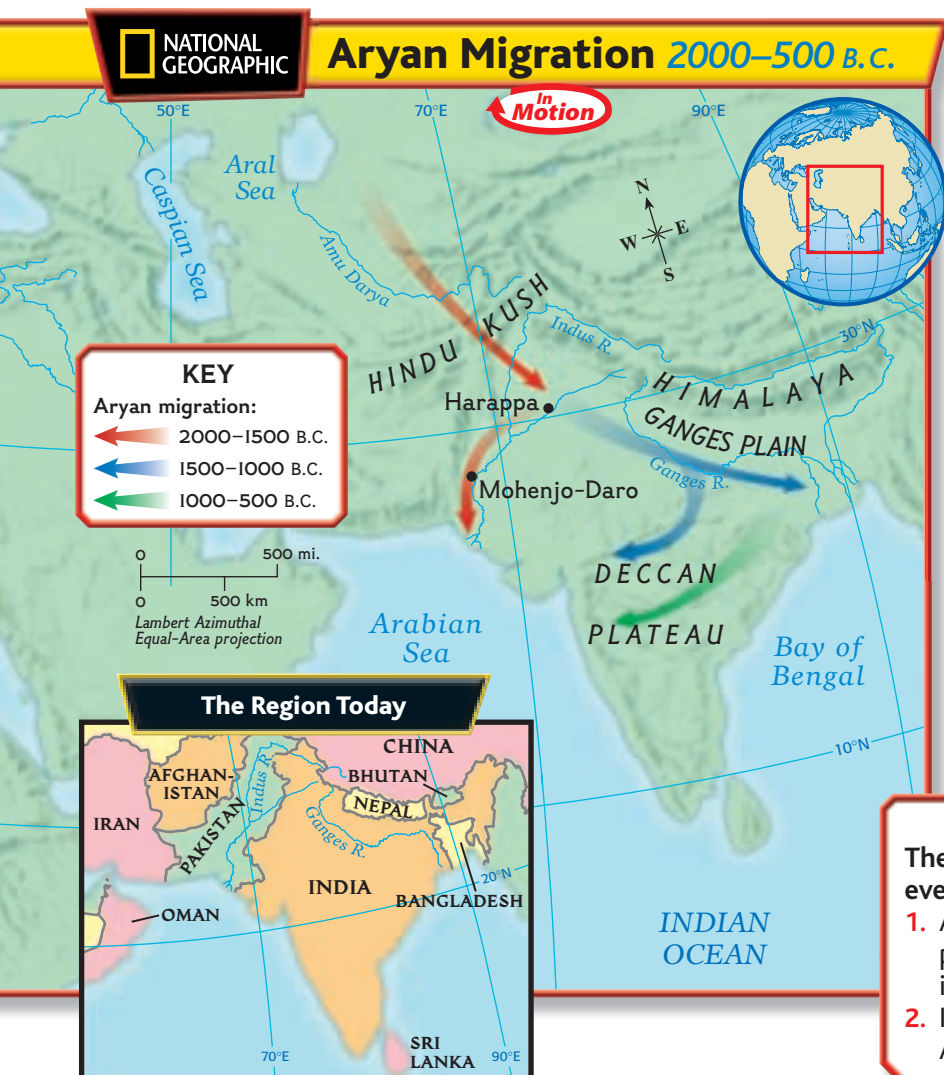 NATIONAL
GEOGRAPHIC
Aryan Migration 2000–500 B.C.
In
Motion
50°E
70°E
90°E
Aral
Sea
Caspian Sea
Amu Darya
N
W E
S
HINDU KUSH
Indus R.
30°N
HIMALAYA
GANGES PLAIN
Ganges R.
Harappa
Mohenjo-Daro
KEY
Aryan migration:
2000–1500 B.C.
1500–1000 B.C.
1000–500 B.C.
0 500 mi.
0 500 km
Lambert Azimuthal
Equal-Area projection
DECCAN
PLATEAU
Arabian
Sea
Bay of
Bengal
10°N
INDIAN
OCEAN
The Region Today
CHINA
AFGHAN-
ISTAN
BHUTAN
NEPAL
IRAN
PAKISTAN
Indus R.
Ganges R.
INDIA
20°N
BANGLADESH
OMAN
SRI
LANKA
70°E
90°E
The
eve
1. A
p
i
2.
A